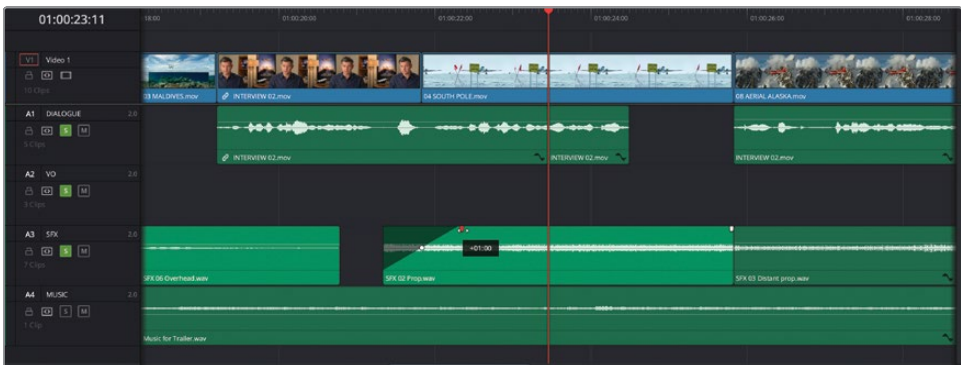 01:00:23:11
18:00
01:00:20:00
01:00:22:00
01:00:24:00
01:00:26:00
01:00:28:00
V1 Video 1
10 Clips
03 MALDIVES.mov
INTERVIEW 02.mov
04 SOUTH POLE.mov
08 AERIAL ALASKA.mov
A1 DIALOGUE 2.0
S M
5 Clips
INTERVIEW 02.mov
INTERVIEW 02.mov
INTERVIEW 02.mov
A2 VO 2.0
S M
3 Clips
A3 SFX 2.0
S M
+01:00
7 Clips
SFX 06 Overhead.wav
SFX 02 Prop.wav
SFX 03 Distant prop.wav
A4 MUSIC 2.0
S M
1 Clip
Music for Trailer.wav